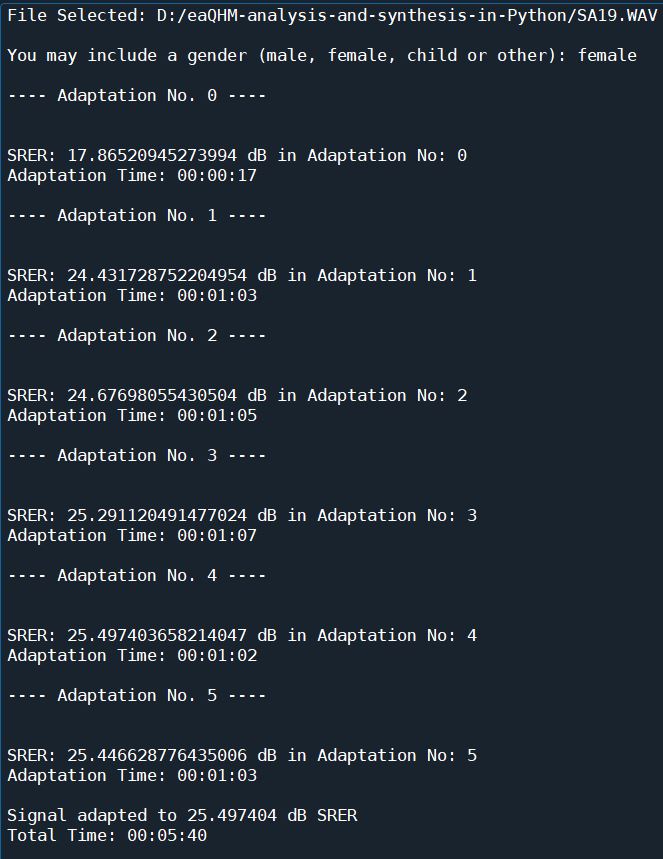 File Selected: D:/eaQHM-analysis-and-synthesis-in-Python/SA19.WAV
You may include a gender (male, female, child or other): female
---- Adaptation No. 0 ----
SRER: 17.86520945273994 dB in Adaptation No: 0
Adaptation Time: 00:00:17
---- Adaptation No. 1 ----
SRER: 24.431728752204954 dB in Adaptation No: 1
Adaptation Time: 00:01:03
---- Adaptation No. 2 ----
SRER: 24.67698055430504 dB in Adaptation No: 2
Adaptation Time: 00:01:05
---- Adaptation No. 3 ----
SRER: 25.291120491477024 dB in Adaptation No: 3
Adaptation Time: 00:01:07
---- Adaptation No. 4 ----
SRER: 25.497403658214047 dB in Adaptation No: 4
Adaptation Time: 00:01:02
---- Adaptation No. 5 ----
SRER: 25.446628776435006 dB in Adaptation No: 5
Adaptation Time: 00:01:03
Signal adapted to 25.497404 dB SRER
Total Time: 00:05:40